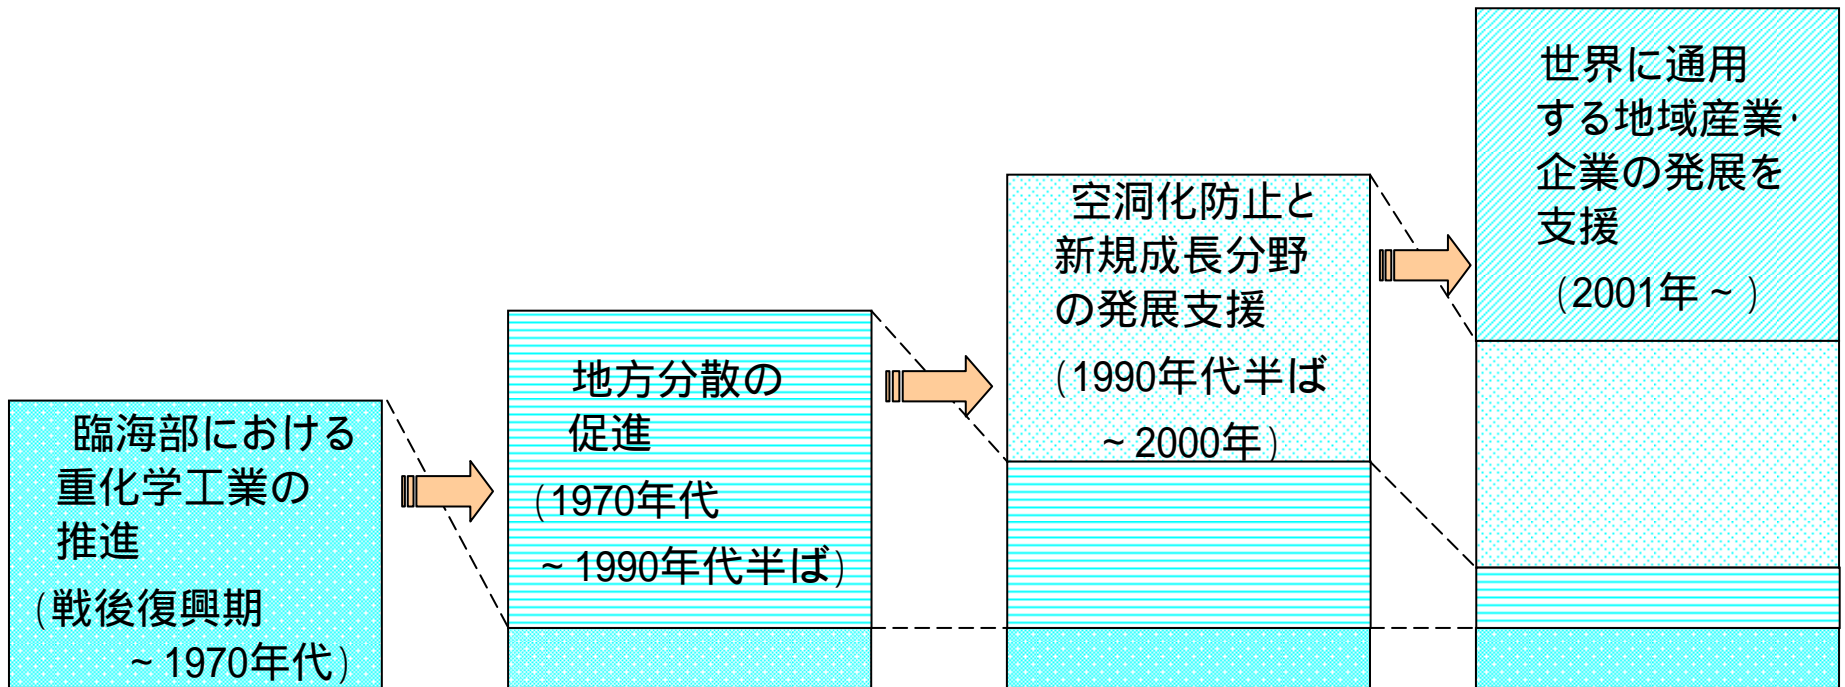 臨海部における
重化学工業の
推進
(戦後復興期
~1970年代)
地方分散の
促進
(1970年代
~1990年代半ば)
空洞化防止と
新規成長分野
の発展支援
(1990年代半ば
~2000年)
世界に通用
する地域産業・
企業の発展を
支援
(2001年~)